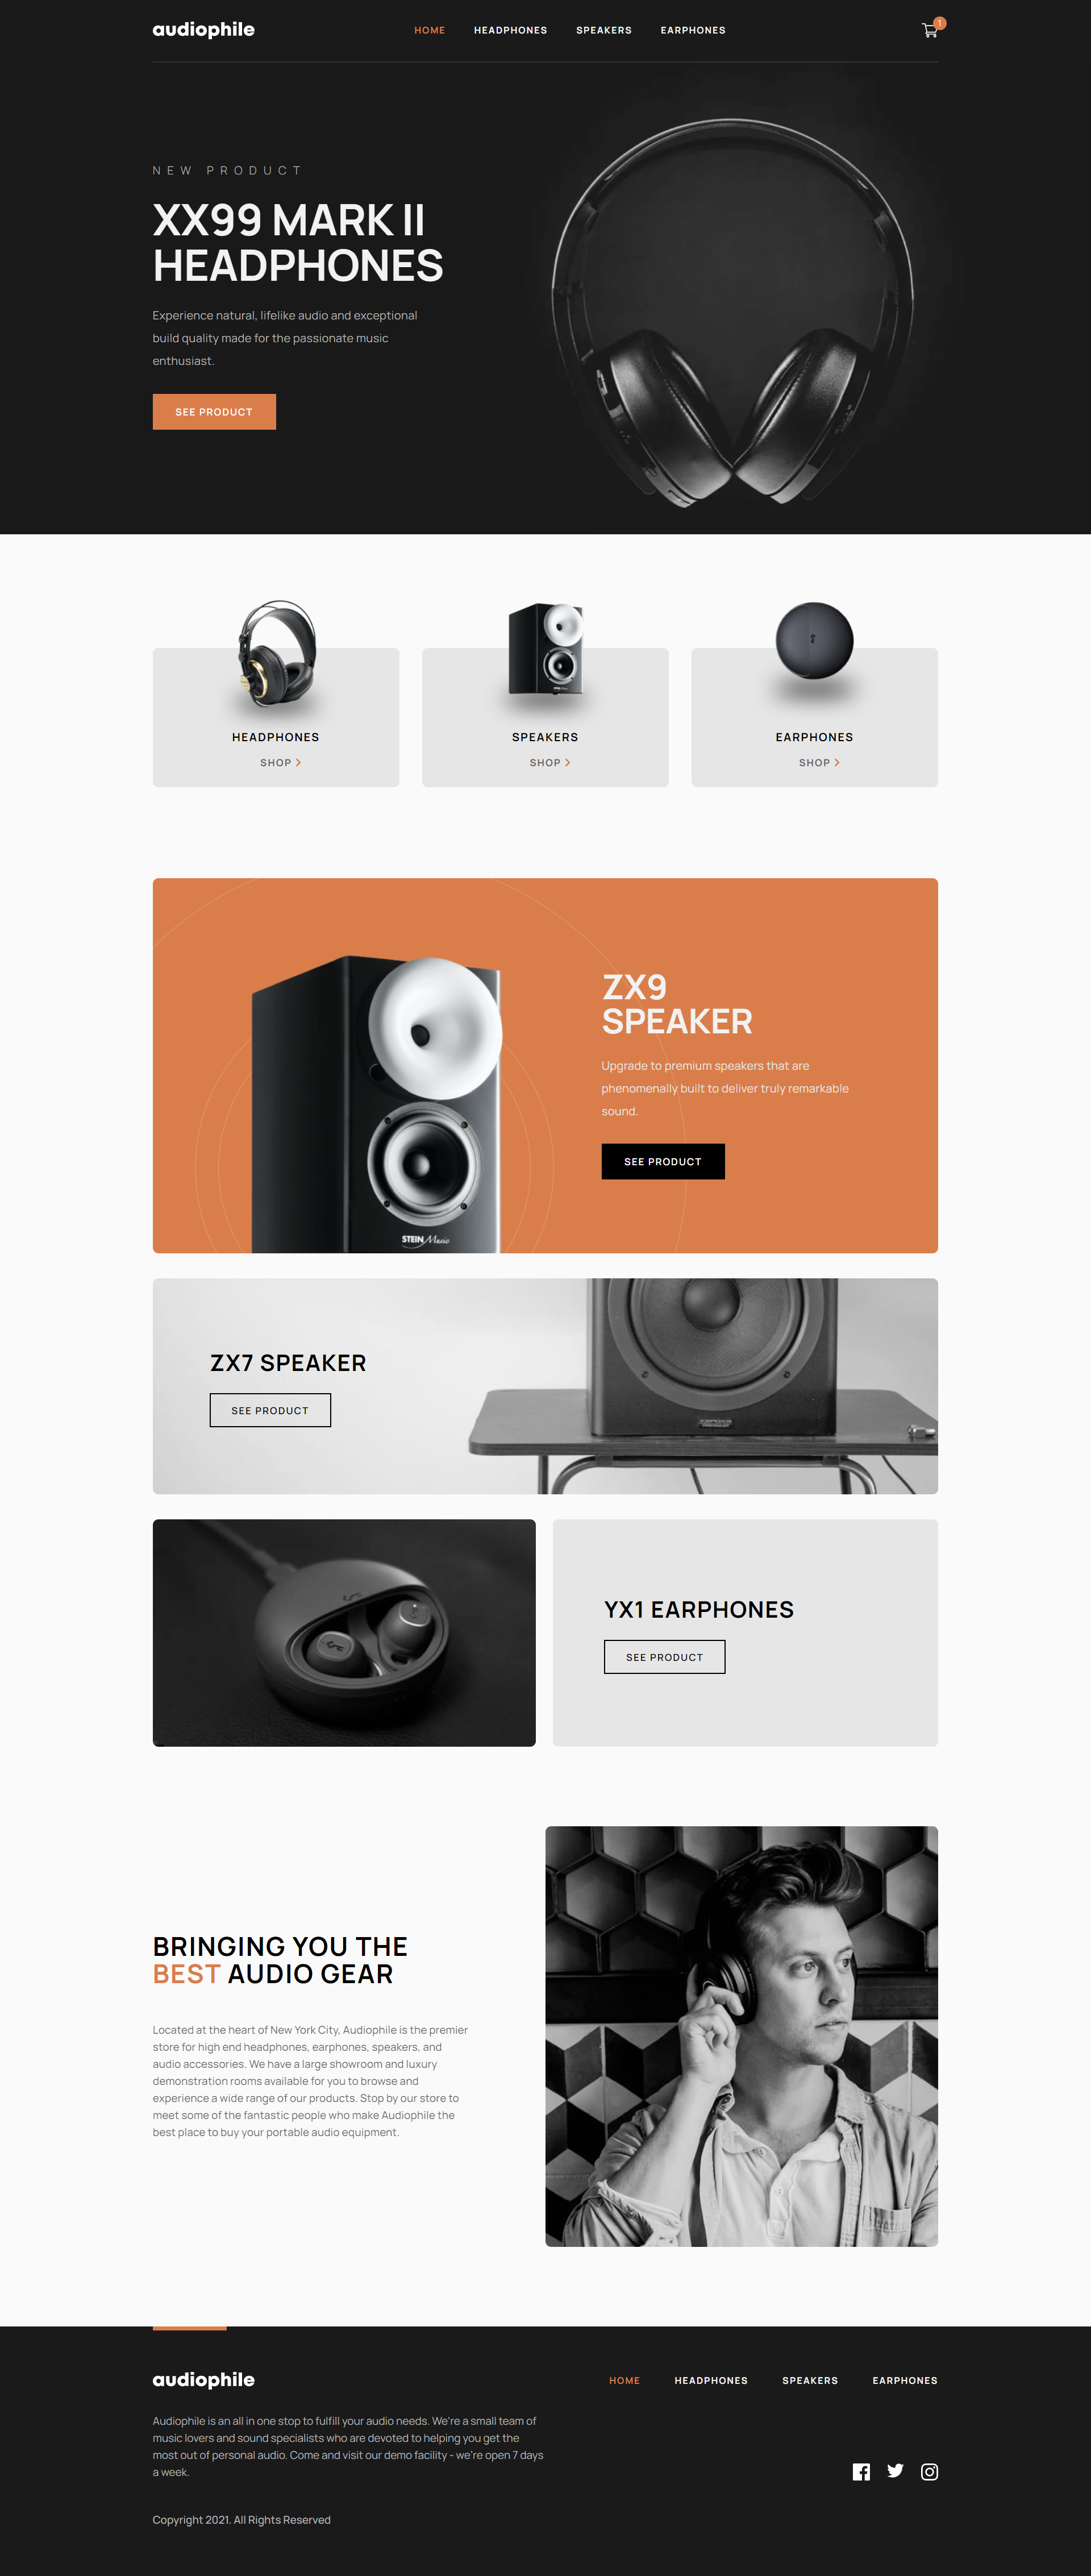 audiophile
HOME HEADPHONES SPEAKERS EARPHONES
1
NEW PRODUCT
XX99 MARK II
HEADPHONES
Experience natural, lifelike audio and exceptional
build quality made for the passionate music
enthusiast.
SEE PRODUCT
HEADPHONES
SHOP
SPEAKERS
SHOP
EARPHONES
SHOP
ZX9
SPEAKER
Upgrade to premium speakers that are
phenomenally built to deliver truly remarkable
sound.
SEE PRODUCT
STEIN Music
ZX7 SPEAKER
SEE PRODUCT
YX1 EARPHONES
SEE PRODUCT
BRINGING YOU THE
BEST AUDIO GEAR
Located at the heart of New York City, Audiophile is the premier
store for high end headphones, earphones, speakers, and
audio accessories. We have a large showroom and luxury
demonstration rooms available for you to browse and
experience a wide range of our products. Stop by our store to
meet some of the fantastic people who make Audiophile the
best place to buy your portable audio equipment.
audiophile
HOME HEADPHONES SPEAKERS EARPHONES
Audiophile is an all in one stop to fulfill your audio needs. We're a small team of
music lovers and sound specialists who are devoted to helping you get the
most out of personal audio. Come and visit our demo facility - we're open 7 days
a week.
Copyright 2021. All Rights Reserved